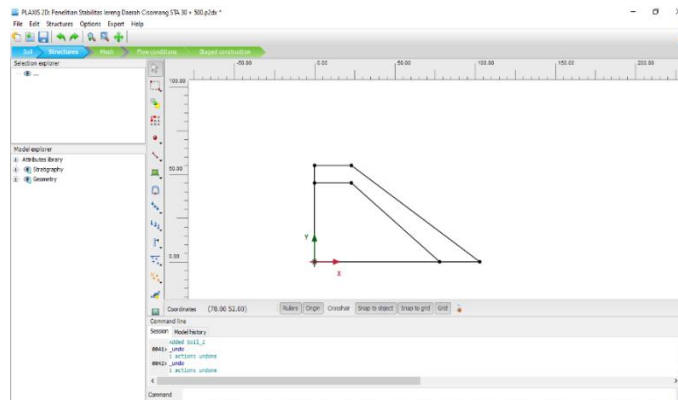 PLAXIS 2D: Penelitian Stabilitas lereng Daerah Cisomang STA 30 + 500.p2dx *
File Edit Structures Options Expert Help
Soil Structures Mesh Flow conditions Staged construction
Selection explorer
...
-50.00 0.00 50.00 100.00 150.00 200.00
100.00
Model explorer
Attributes library
Stratigraphy
Geometry
50.00
Y
0.00
X
Coordinates (78.00 52.00) Rulers Origin Crosshair Snap to object Snap to grid Grid
Command line
Session Model history
Added Soil_2
0041> _undo
1 actions undone
0042> _undo
1 actions undone
Command